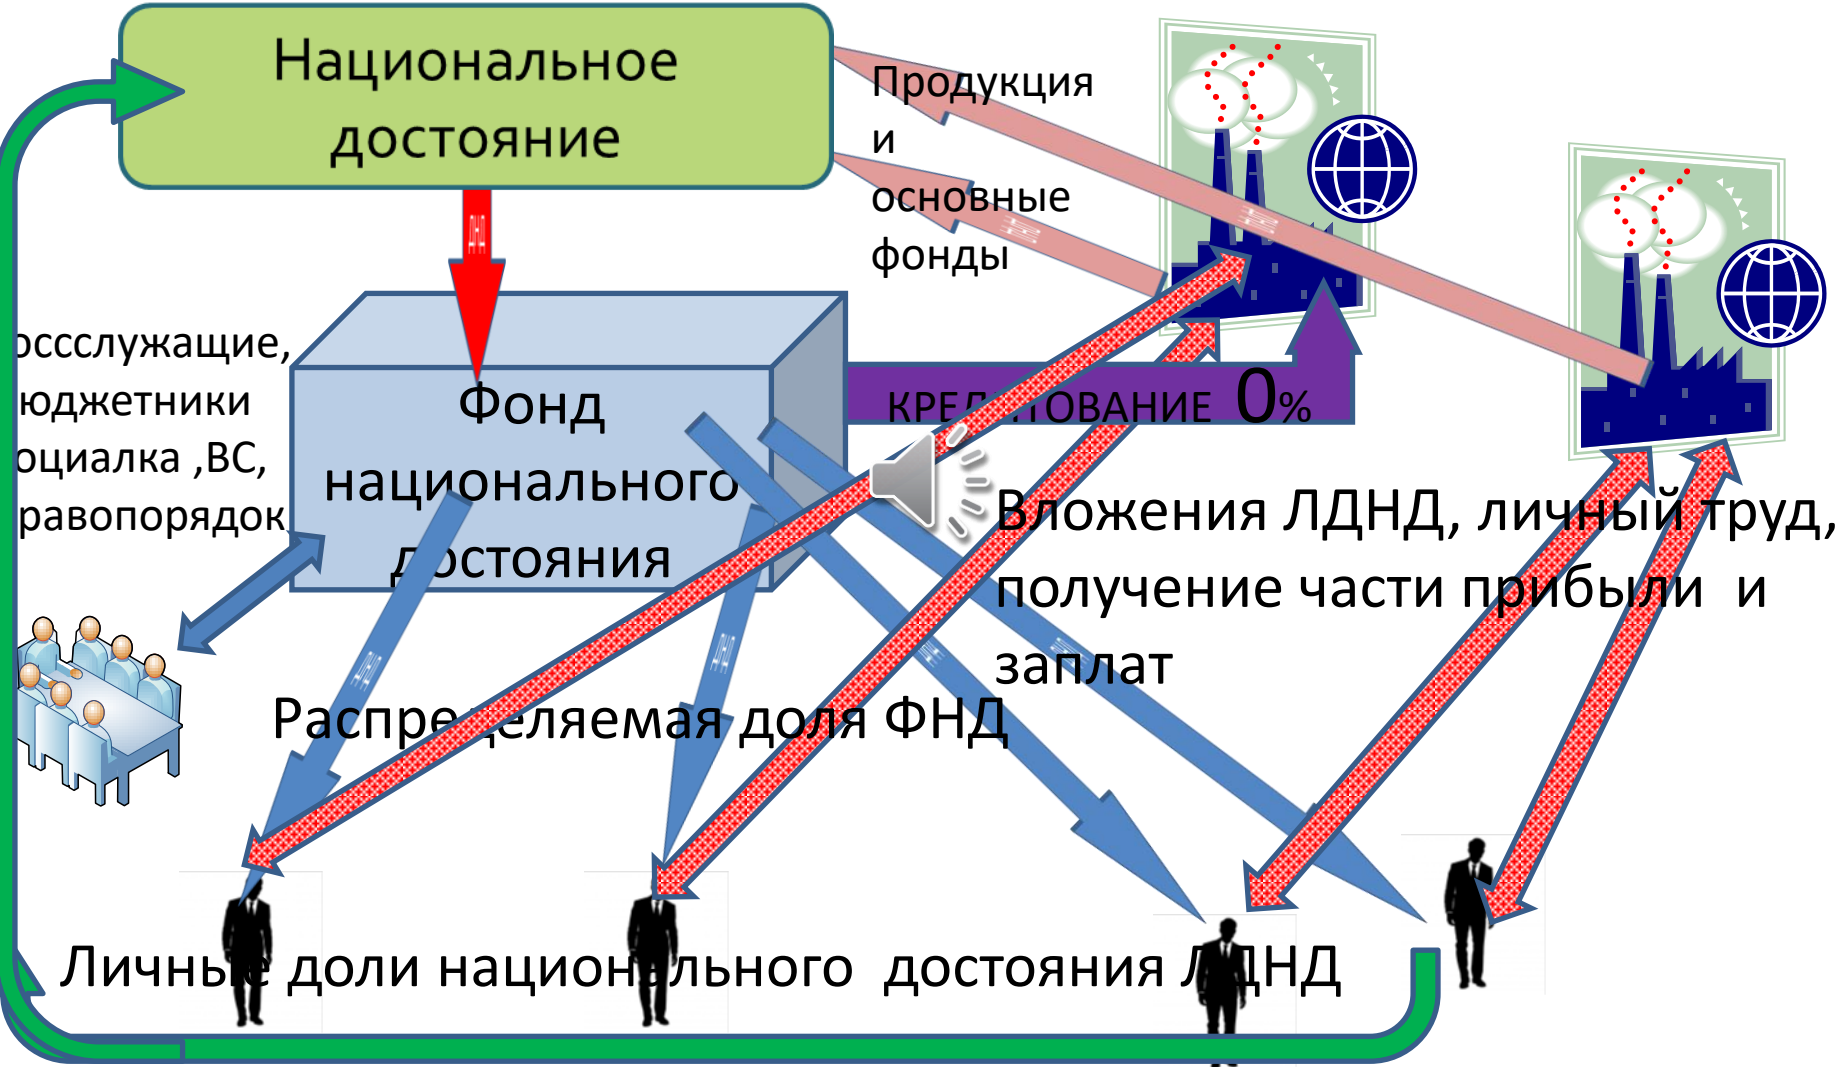 Национальное
достояние
Продукция
и
основные
фонды
оссслужащие,
юджетники
оциалка ,ВС,
равопорядок
Фонд
национального
достояния
КРЕДИТОВАНИЕ 0%
Вложения ЛДНД, личный труд,
получение части прибыли и
заплат
Распределяемая доля ФНД
Личные доли национального достояния ЛДНД